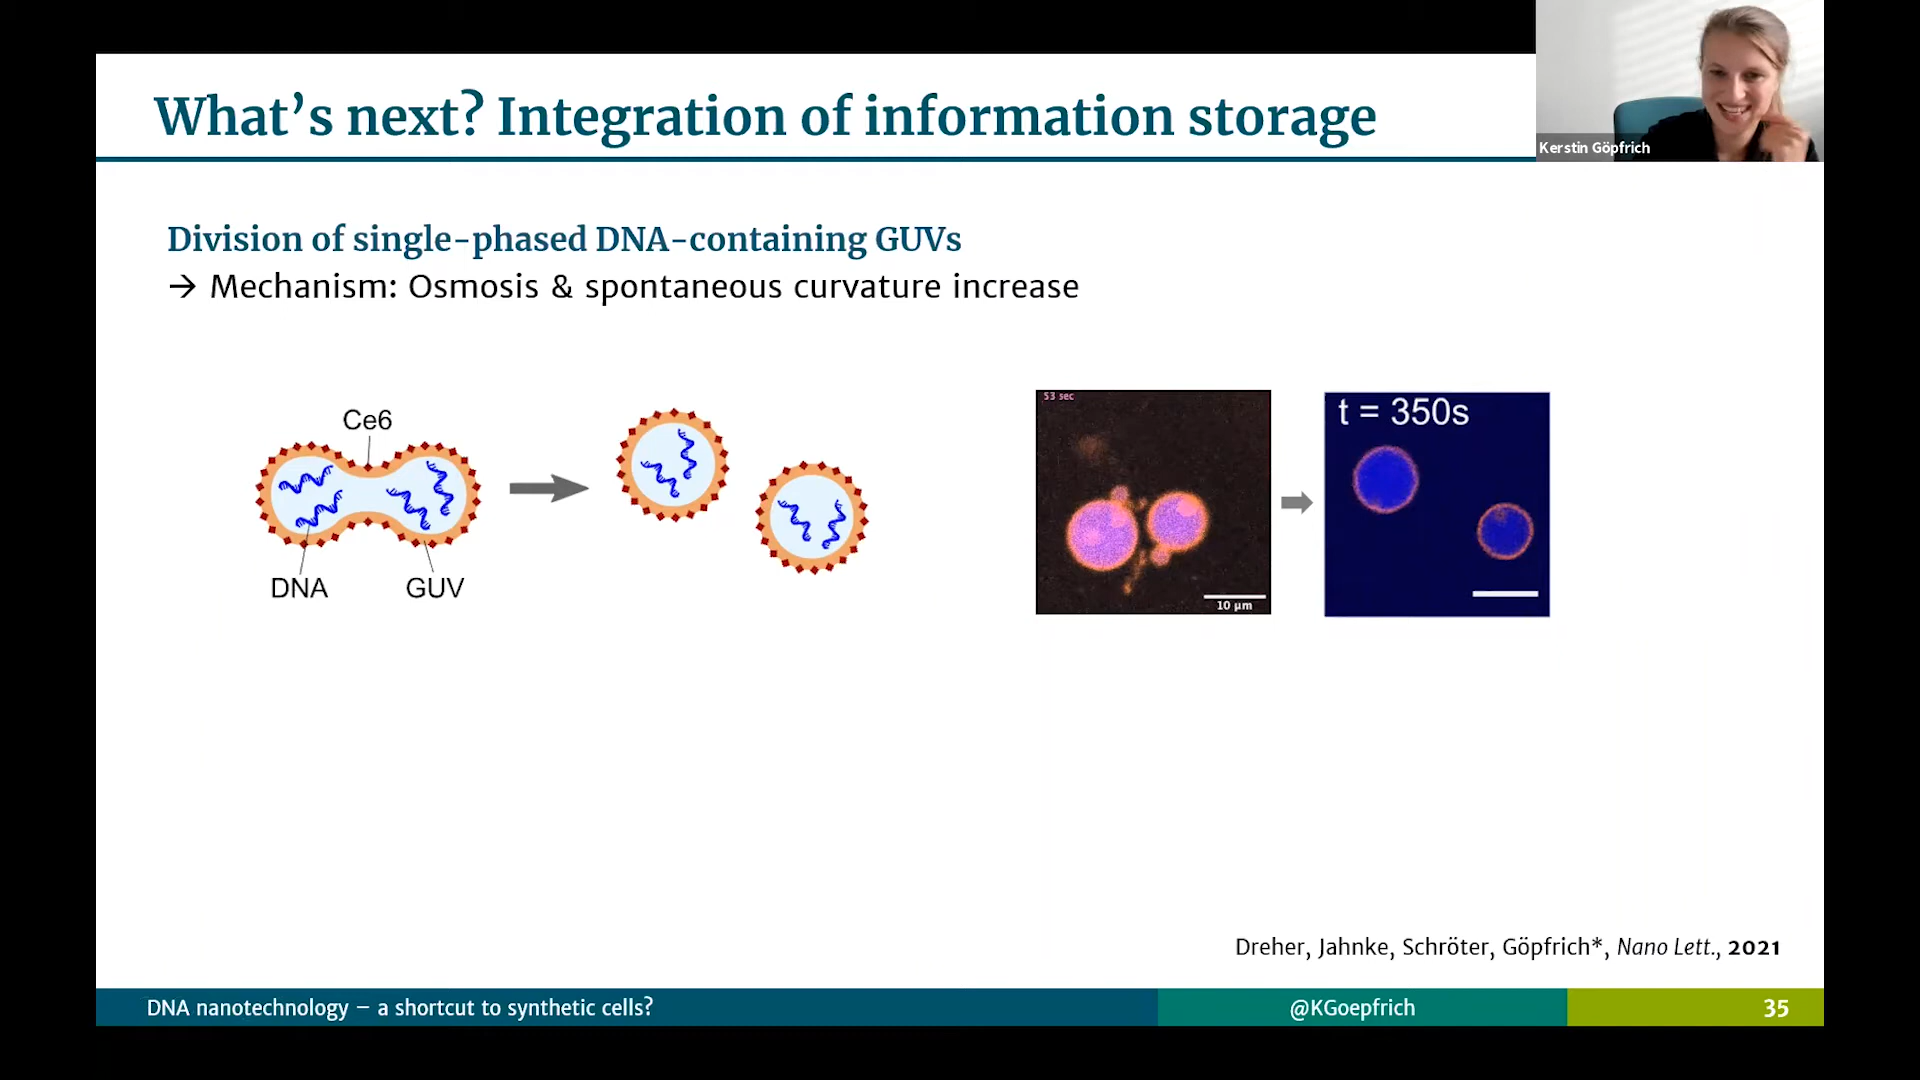 What's next? Integration of information storage
Kerstin Göpfrich
Division of single-phased DNA-containing GUVs
→ Mechanism: Osmosis & spontaneous curvature increase
Ce6
DNA
GUV
53 sec
10 µm
t = 350s
Dreher, Jahnke, Schröter, Göpfrich*, Nano Lett., 2021
DNA nanotechnology – a shortcut to synthetic cells?
@KGoepfrich
35